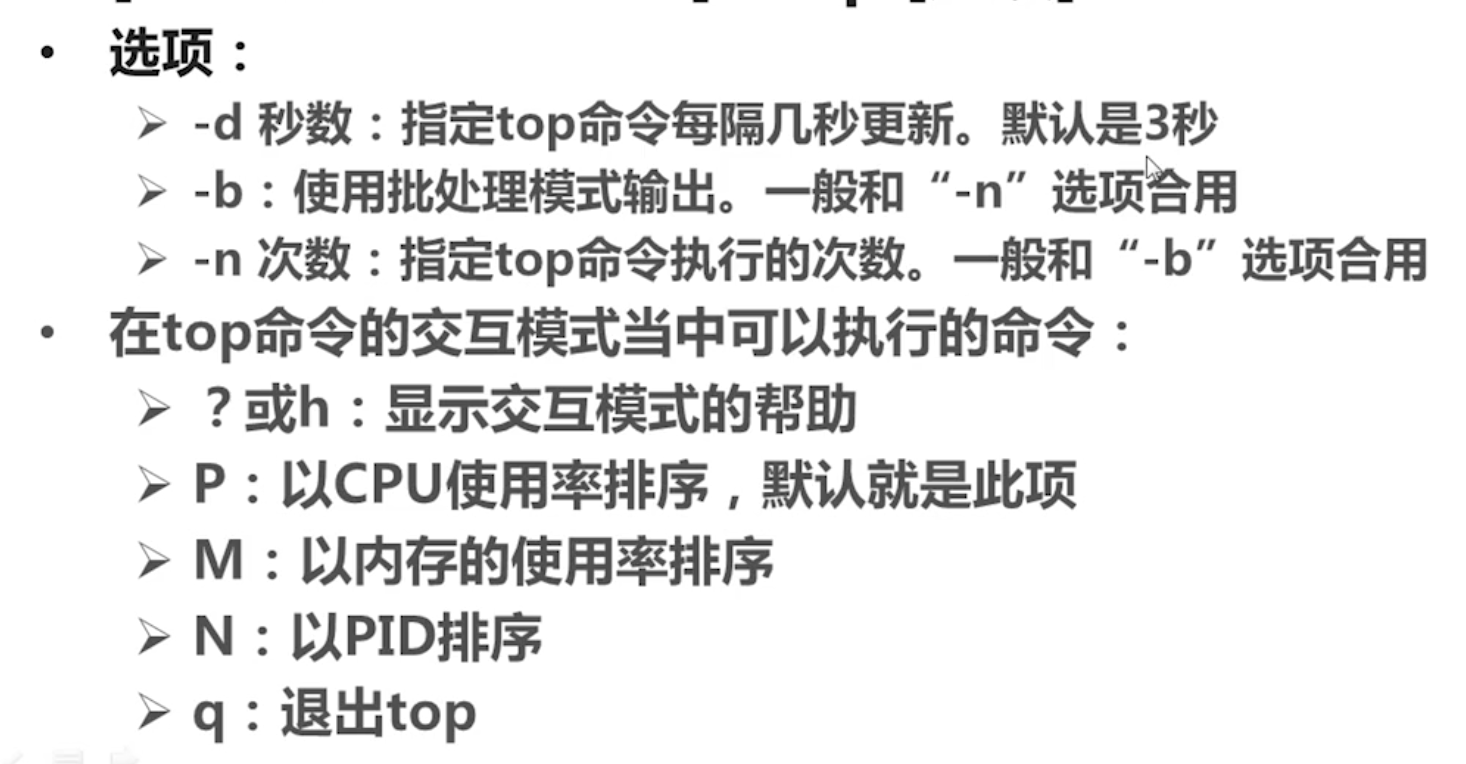 • 选项：
➢ -d 秒数：指定top命令每隔几秒更新。默认是3秒
➢ -b：使用批处理模式输出。一般和“-n”选项合用
➢ -n 次数：指定top命令执行的次数。一般和“-b”选项合用
• 在top命令的交互模式当中可以执行的命令：
➢ ？或h：显示交互模式的帮助
➢ P：以CPU使用率排序，默认就是此项
➢ M：以内存的使用率排序
➢ N：以PID排序
➢ q：退出top